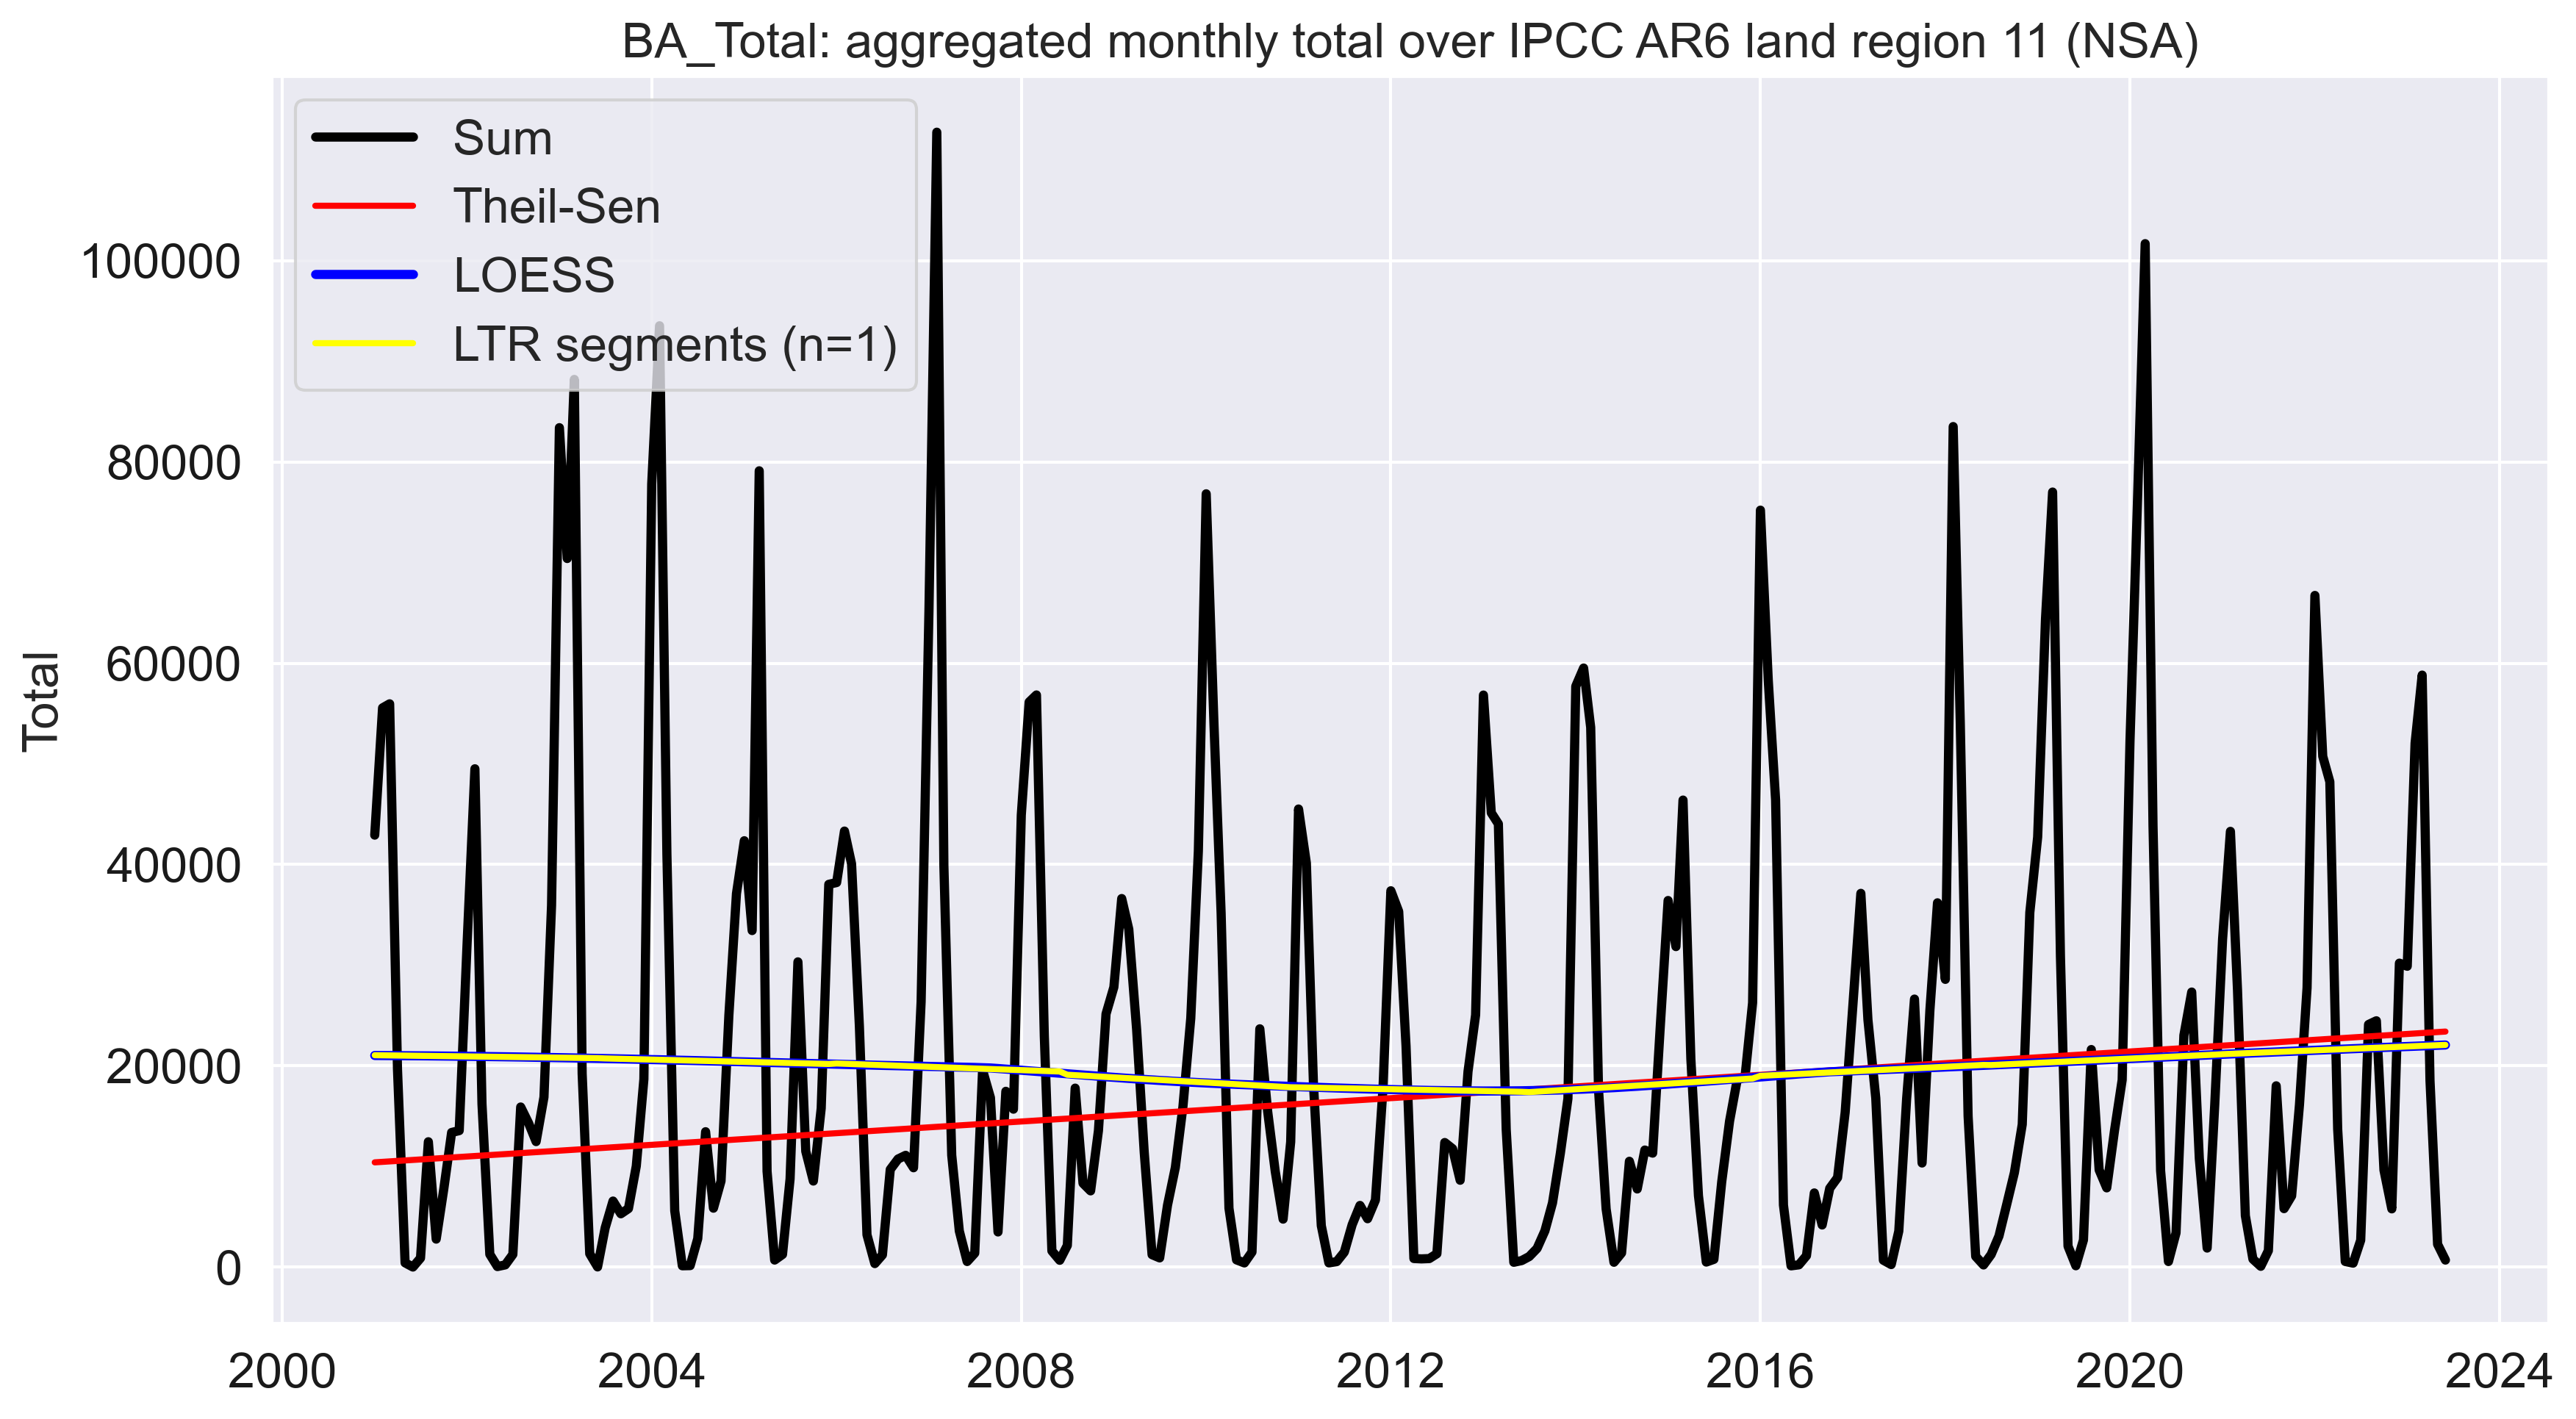 BA_Total: aggregated monthly total over IPCC AR6 land region 11 (NSA)
Sum
Theil-Sen
LOESS
LTR segments (n=1)
Total
100000
80000
60000
40000
20000
0
2000 2004 2008 2012 2016 2020 2024